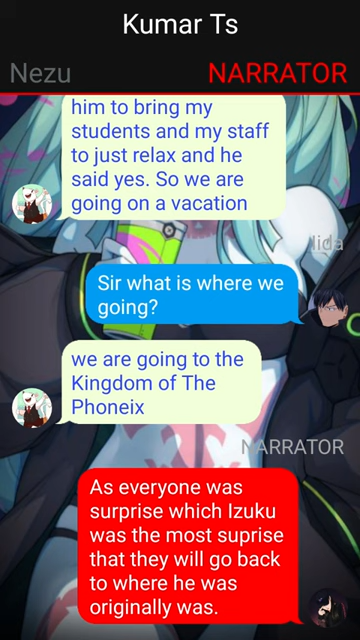 Kumar Ts
Nezu
NARRATOR
him to bring my
students and my staff
to just relax and he
said yes. So we are
going on a vacation
Iida
Sir what is where we
going?
we are going to the
Kingdom of The
Phoneix
NARRATOR
As everyone was
surprise which Izuku
was the most suprise
that they will go back
to where he was
originally was.